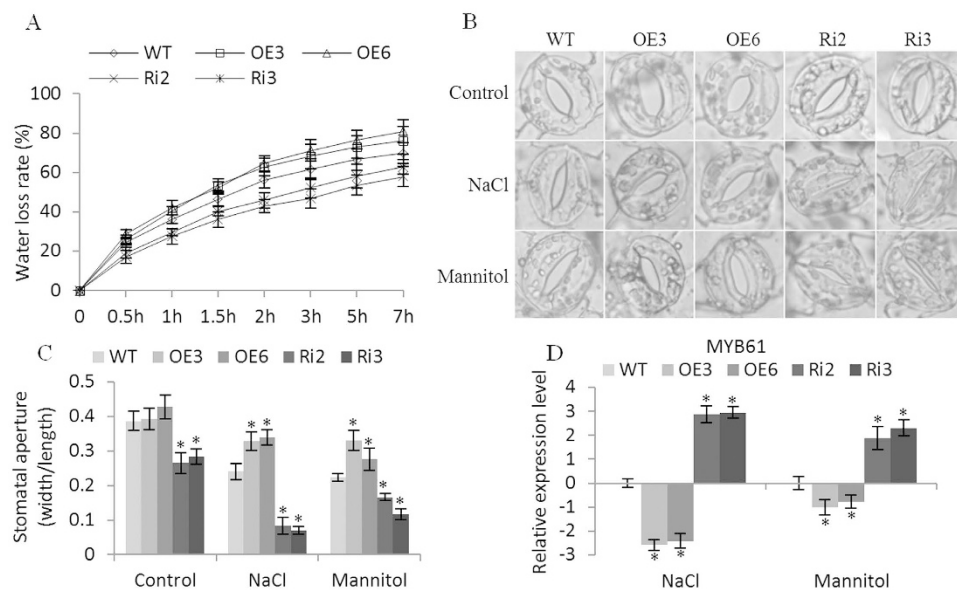 A
WT OE3 OE6
Ri2 Ri3
Water loss rate (%)
100
80
60
40
20
0
0 0.5h 1h 1.5h 2h 3h 5h 7h
B
WT OE3 OE6 Ri2 Ri3
Control
NaCl
Mannitol
C
WT OE3 OE6 Ri2 Ri3
Stomatal aperture
(width/length)
0.5
0.4
0.3
0.2
0.1
0
* *
* * * *
* * * *
Control NaCl Mannitol
D
MYB61
WT OE3 OE6 Ri2 Ri3
Relative expression level
4
3
2
1
0
-1
-2
-3
* * * *
* * * *
NaCl Mannitol